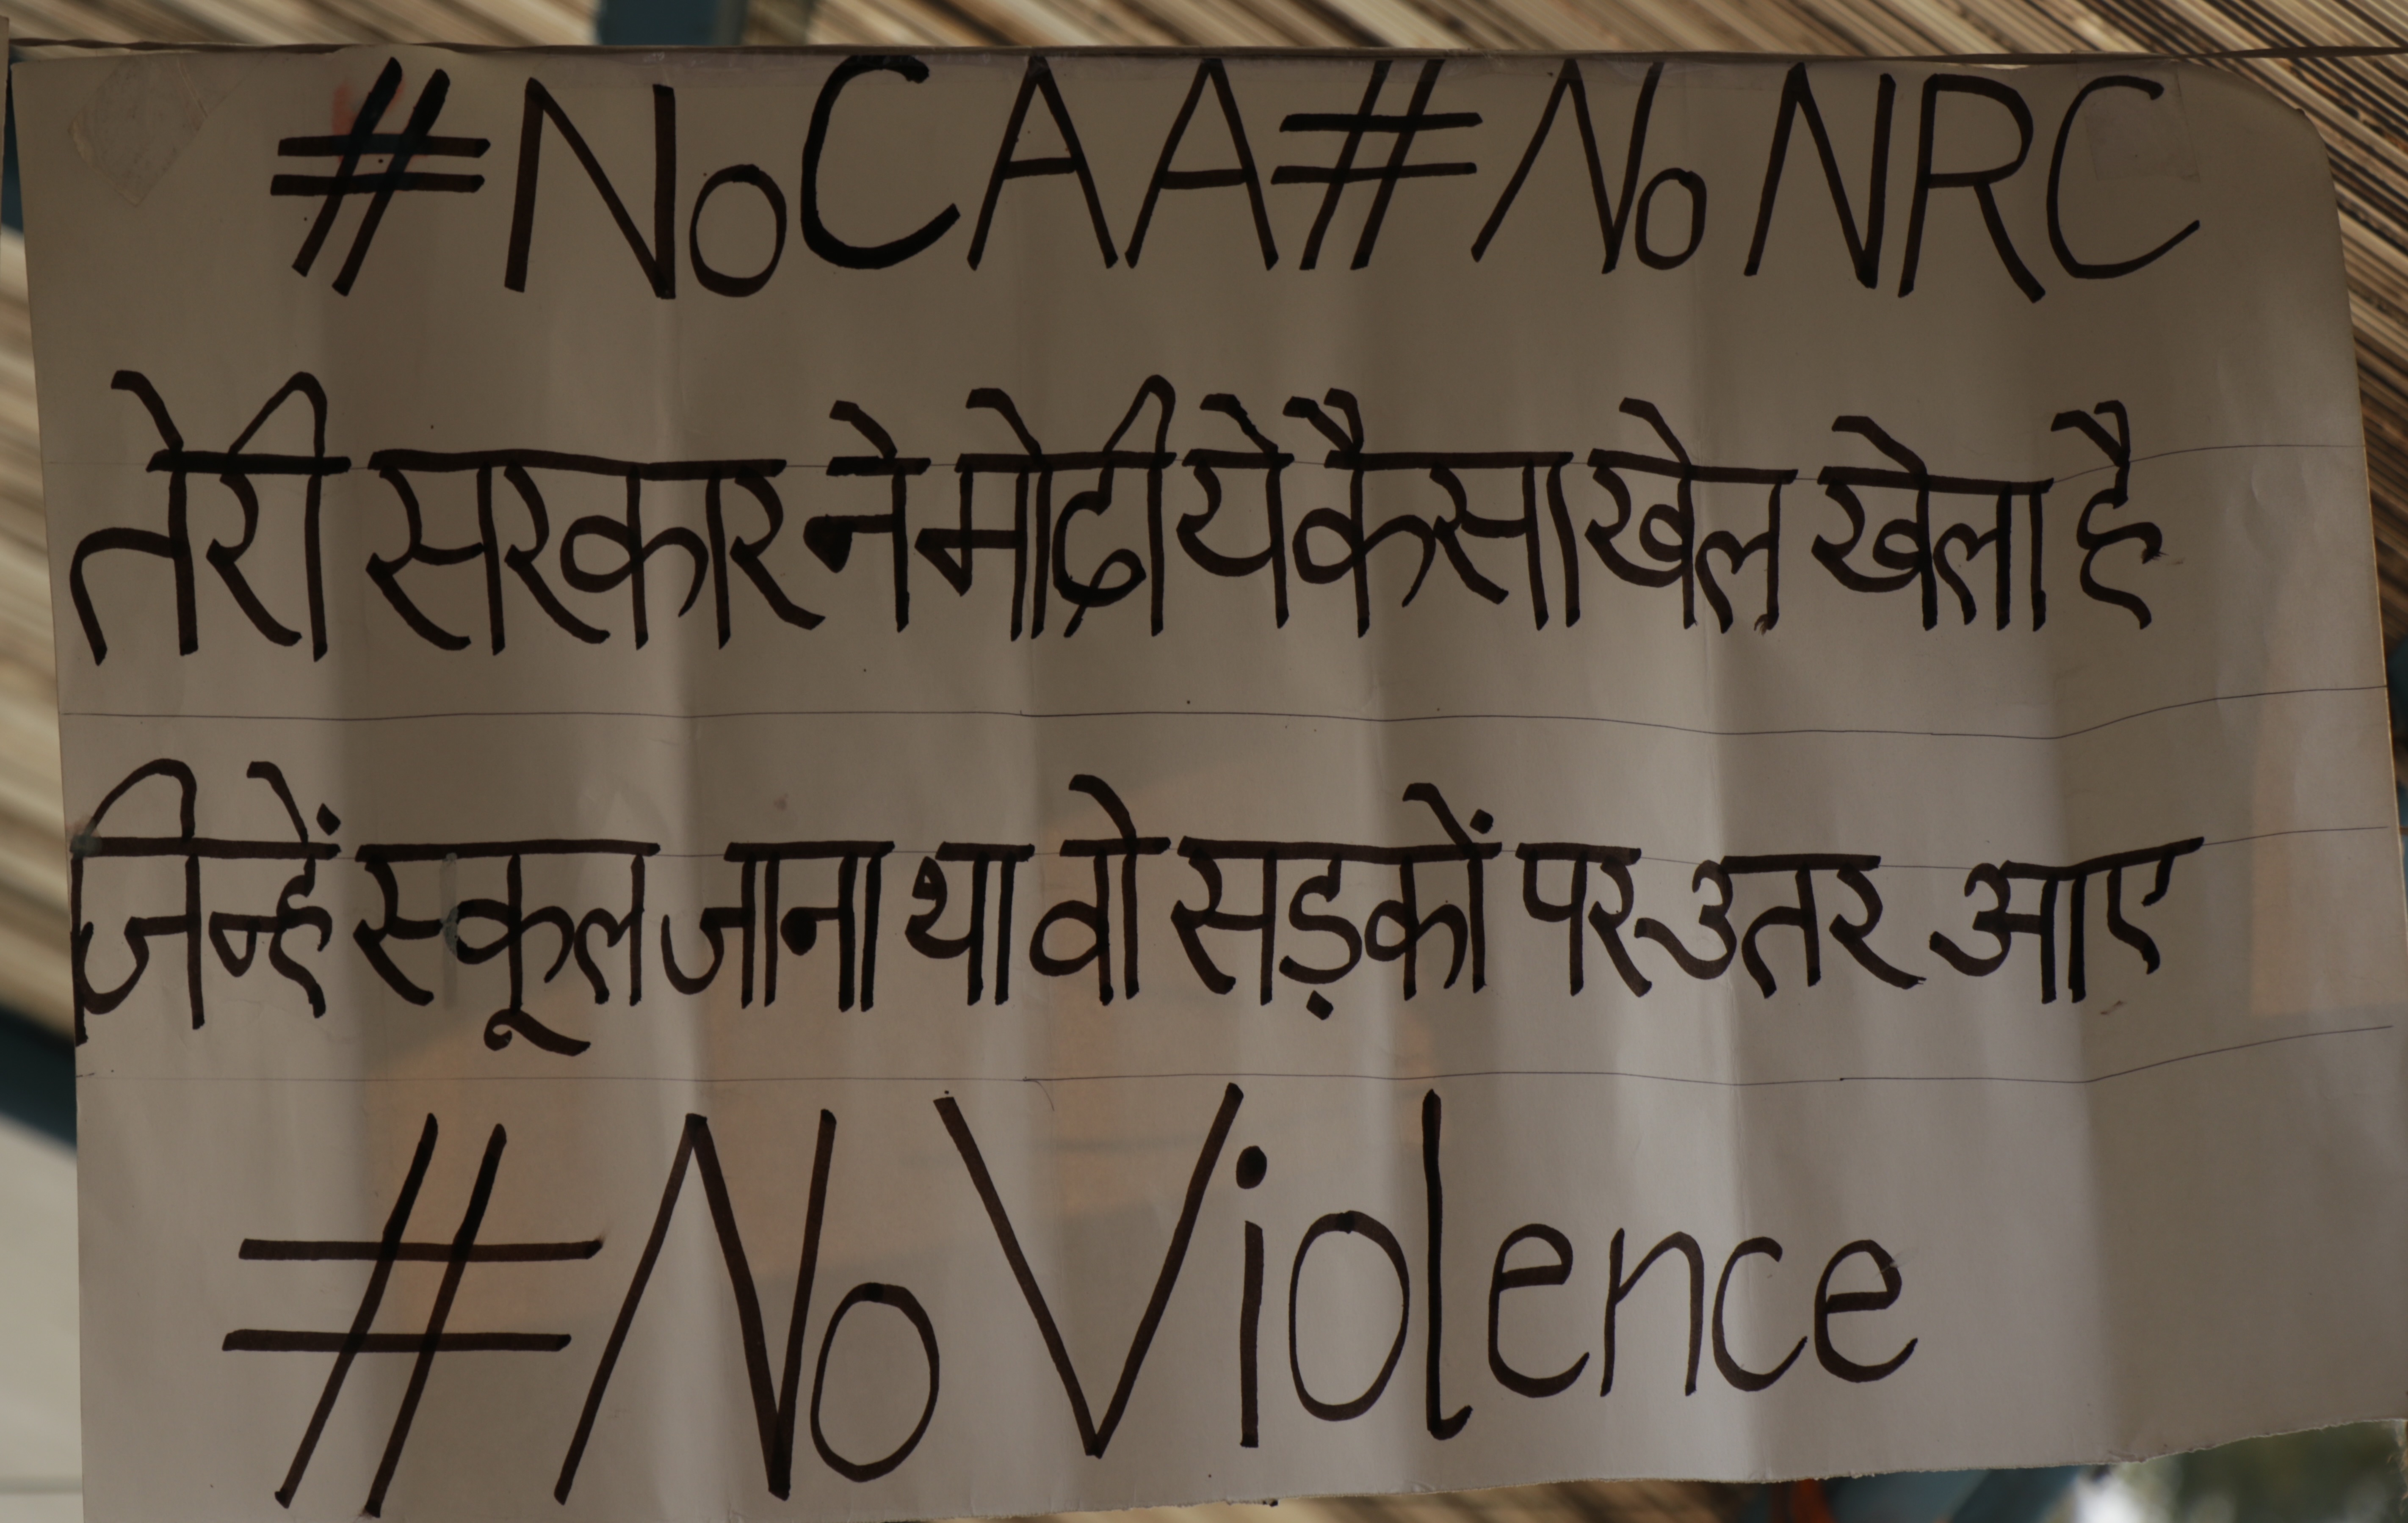 #NoCAA#NoNRC
तेरी सरकार ने मोदी ये कैसा खेल खेला है
जिन्हें स्कूल जाना था वो सड़कों पर उतर आए
#NoViolence